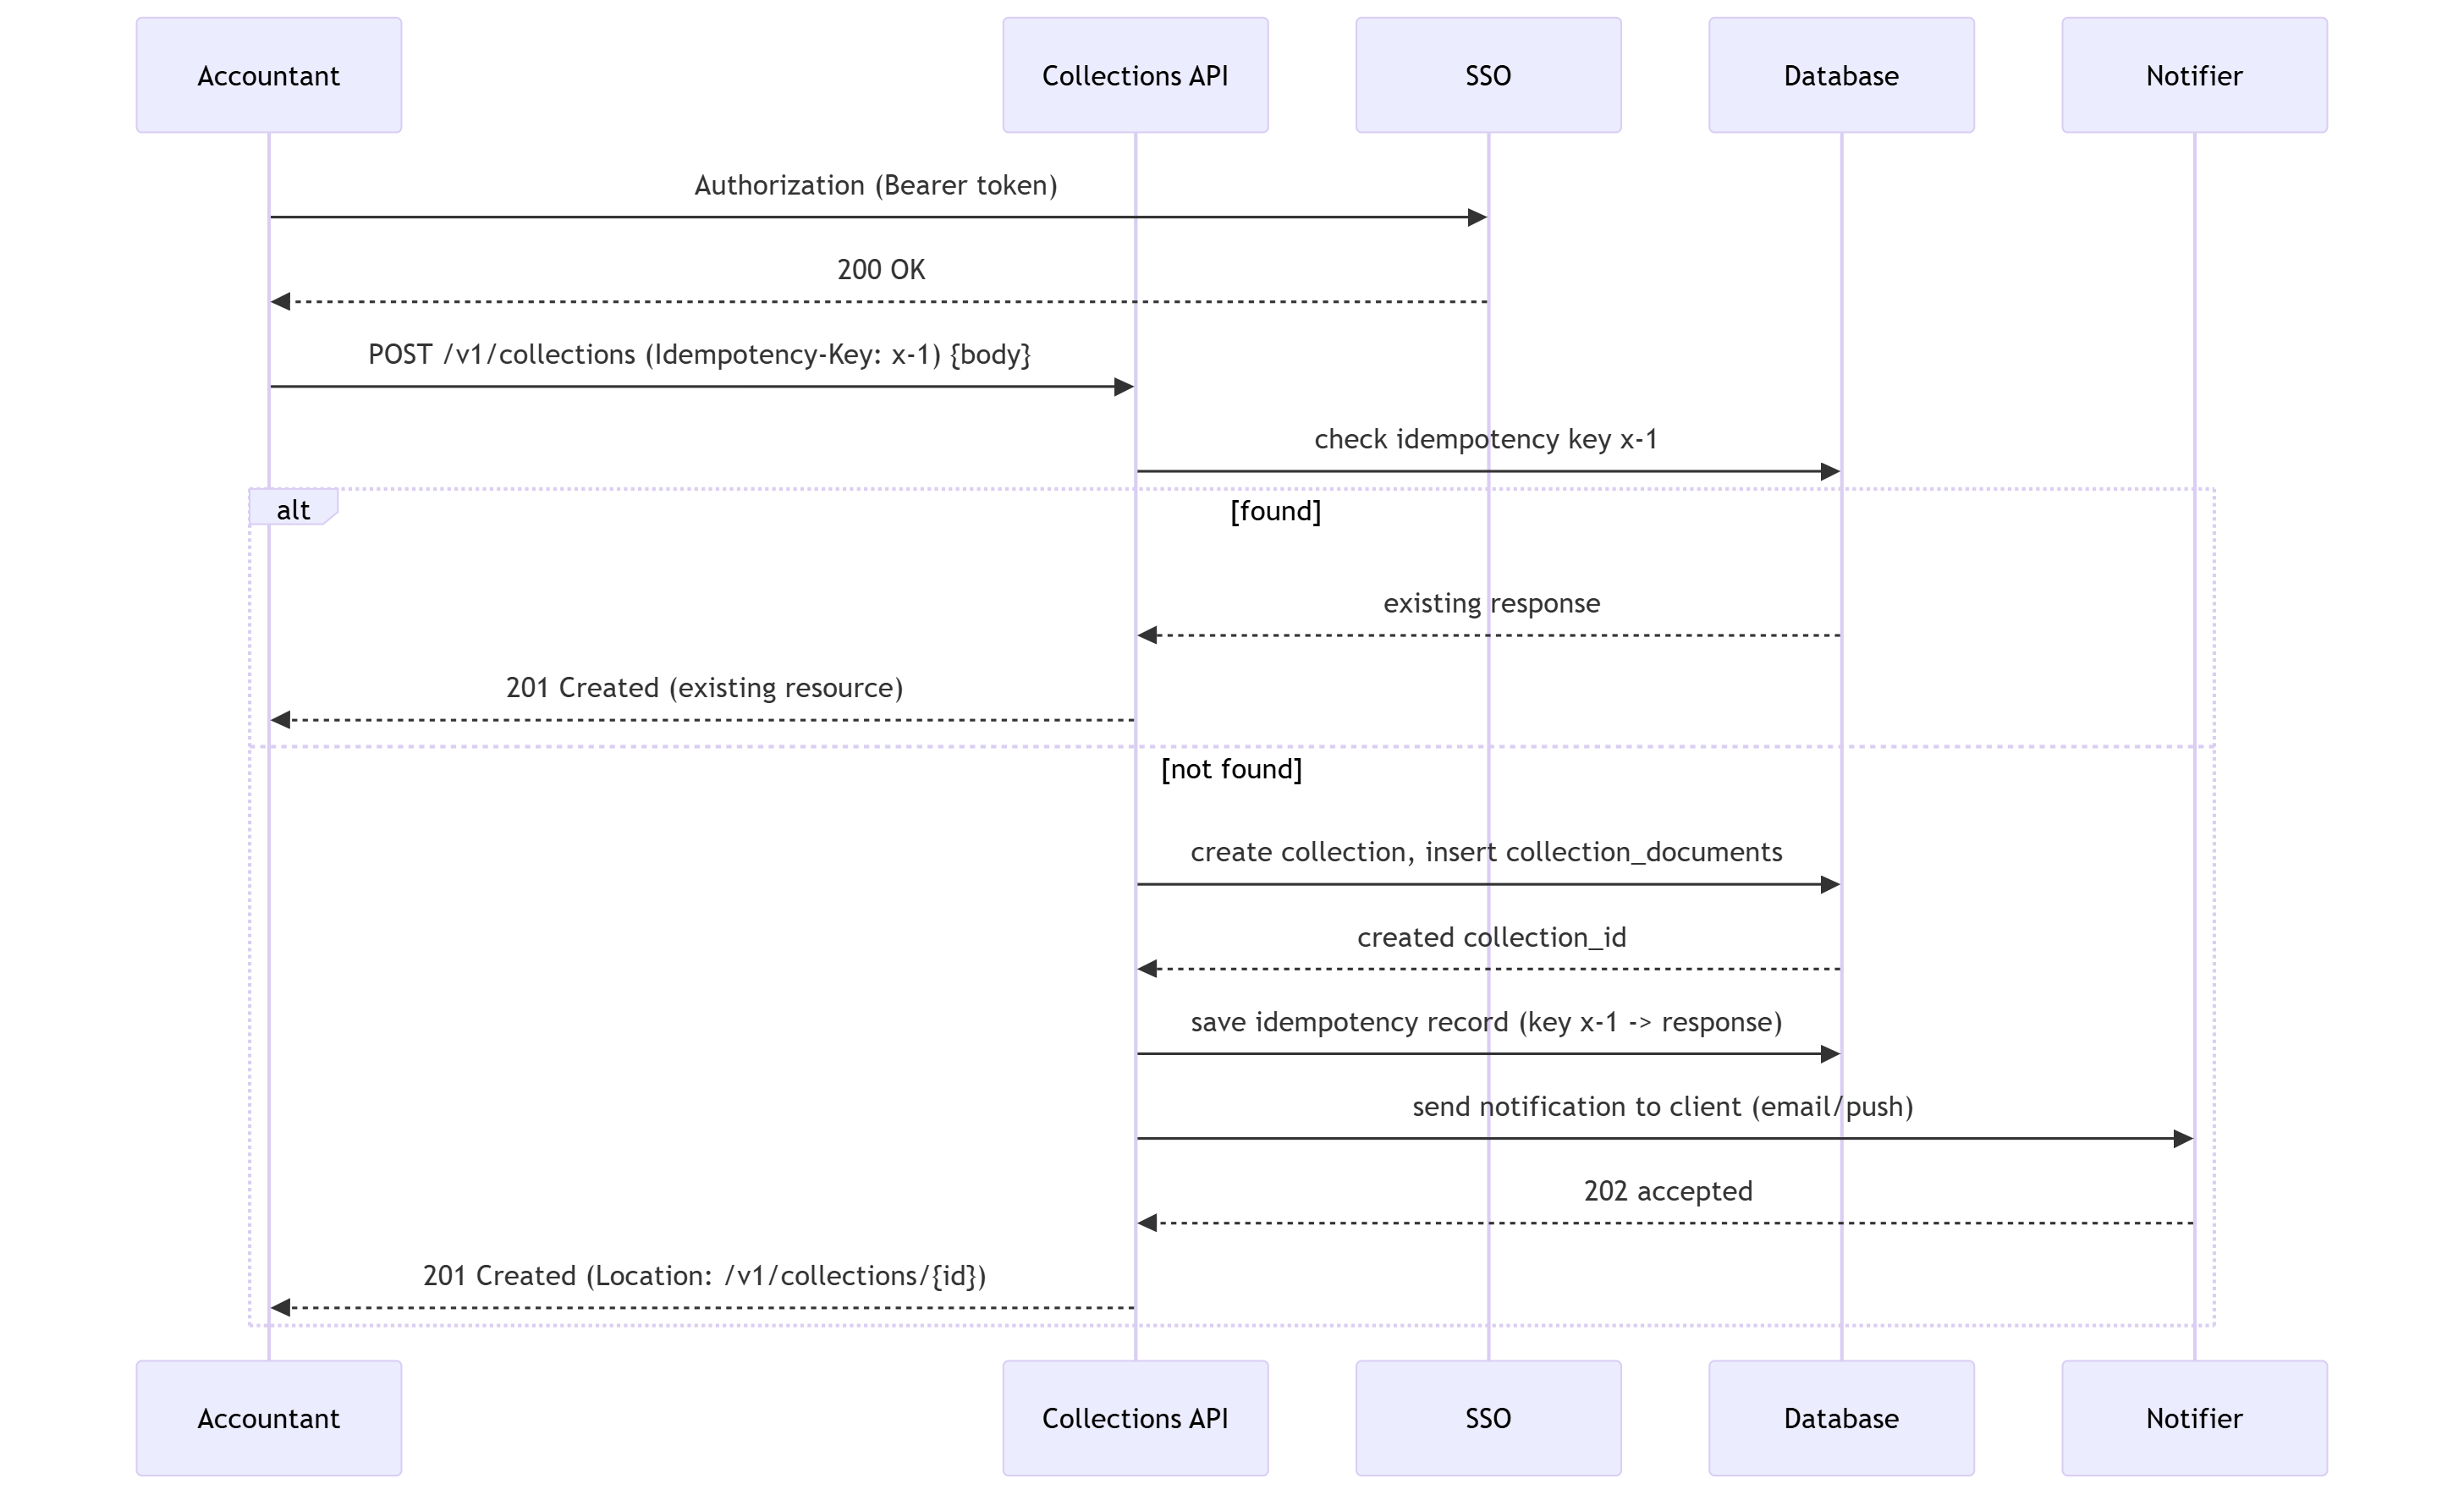 Accountant
Collections API
SSO
Database
Notifier
Authorization (Bearer token)
200 OK
POST /v1/collections (Idempotency-Key: x-1) {body}
check idempotency key x-1
alt
[found]
existing response
201 Created (existing resource)
[not found]
create collection, insert collection_documents
created collection_id
save idempotency record (key x-1 -> response)
send notification to client (email/push)
202 accepted
201 Created (Location: /v1/collections/{id})
Accountant
Collections API
SSO
Database
Notifier